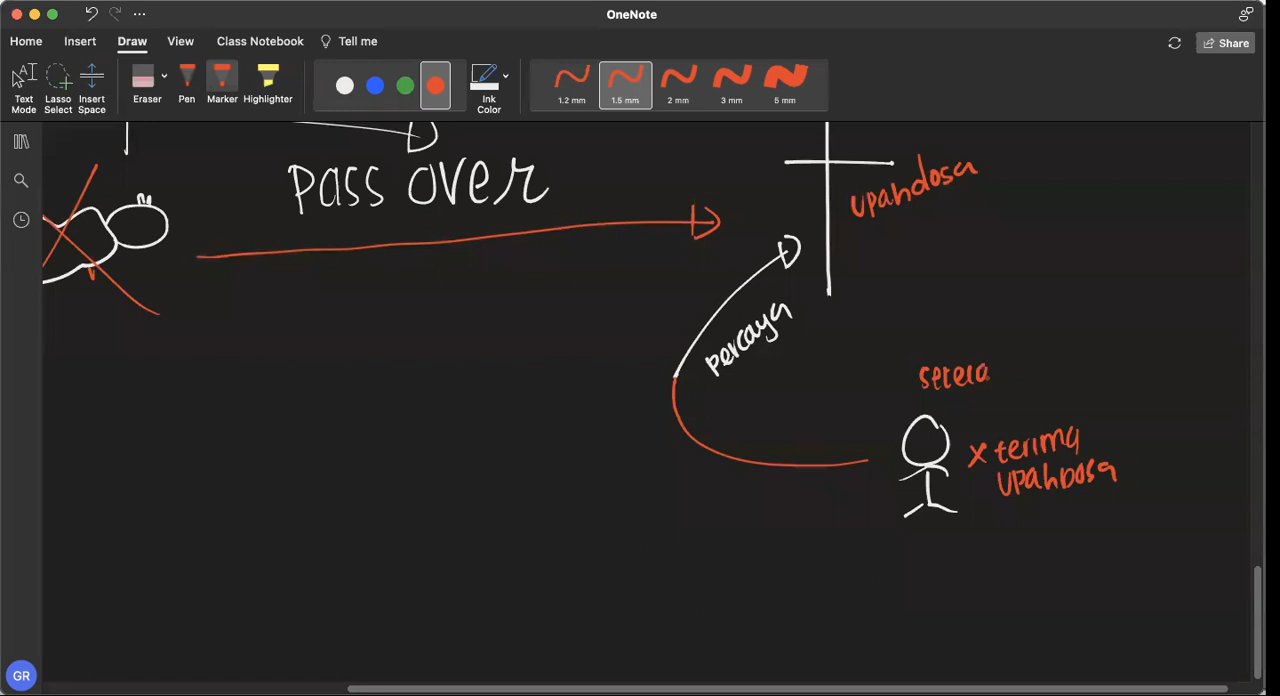 OneNote
Home Insert Draw View Class Notebook Tell me
Share
Text Mode
Lasso Select
Insert Space
Eraser
Pen
Marker
Highlighter
Ink Color
1.2 mm
1.5 mm
2 mm
3 mm
5 mm
pass over
upahdosa
percaya
setela
x terima
upahdosa
GR